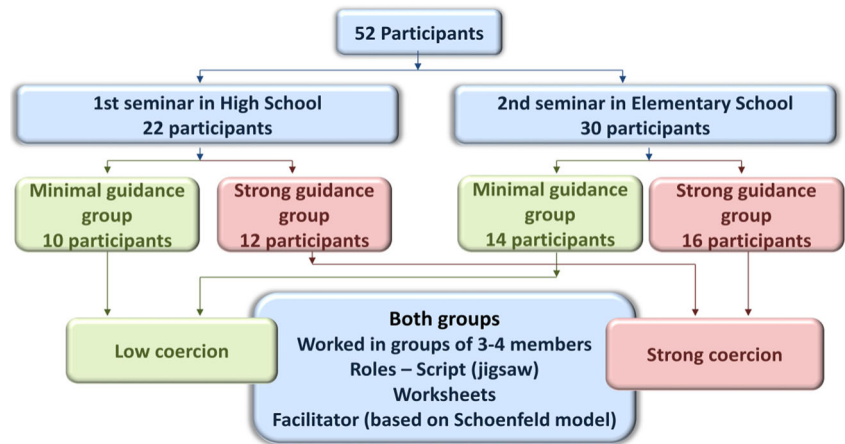 52 Participants
1st seminar in High School
22 participants
2nd seminar in Elementary School
30 participants
Minimal guidance
group
10 participants
Strong guidance
group
12 participants
Minimal guidance
group
14 participants
Strong guidance
group
16 participants
Low coercion
Both groups
Worked in groups of 3-4 members
Roles – Script (jigsaw)
Worksheets
Facilitator (based on Schoenfeld model)
Strong coercion